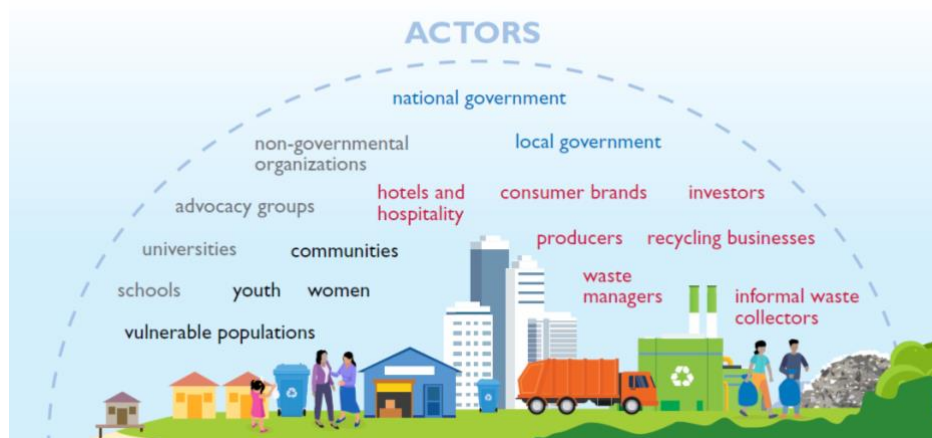 ACTORS
national government
non-governmental
organizations
local government
hotels and
hospitality
consumer brands
investors
advocacy groups
producers
recycling businesses
universities
communities
waste
managers
schools
youth
women
informal waste
collectors
vulnerable populations